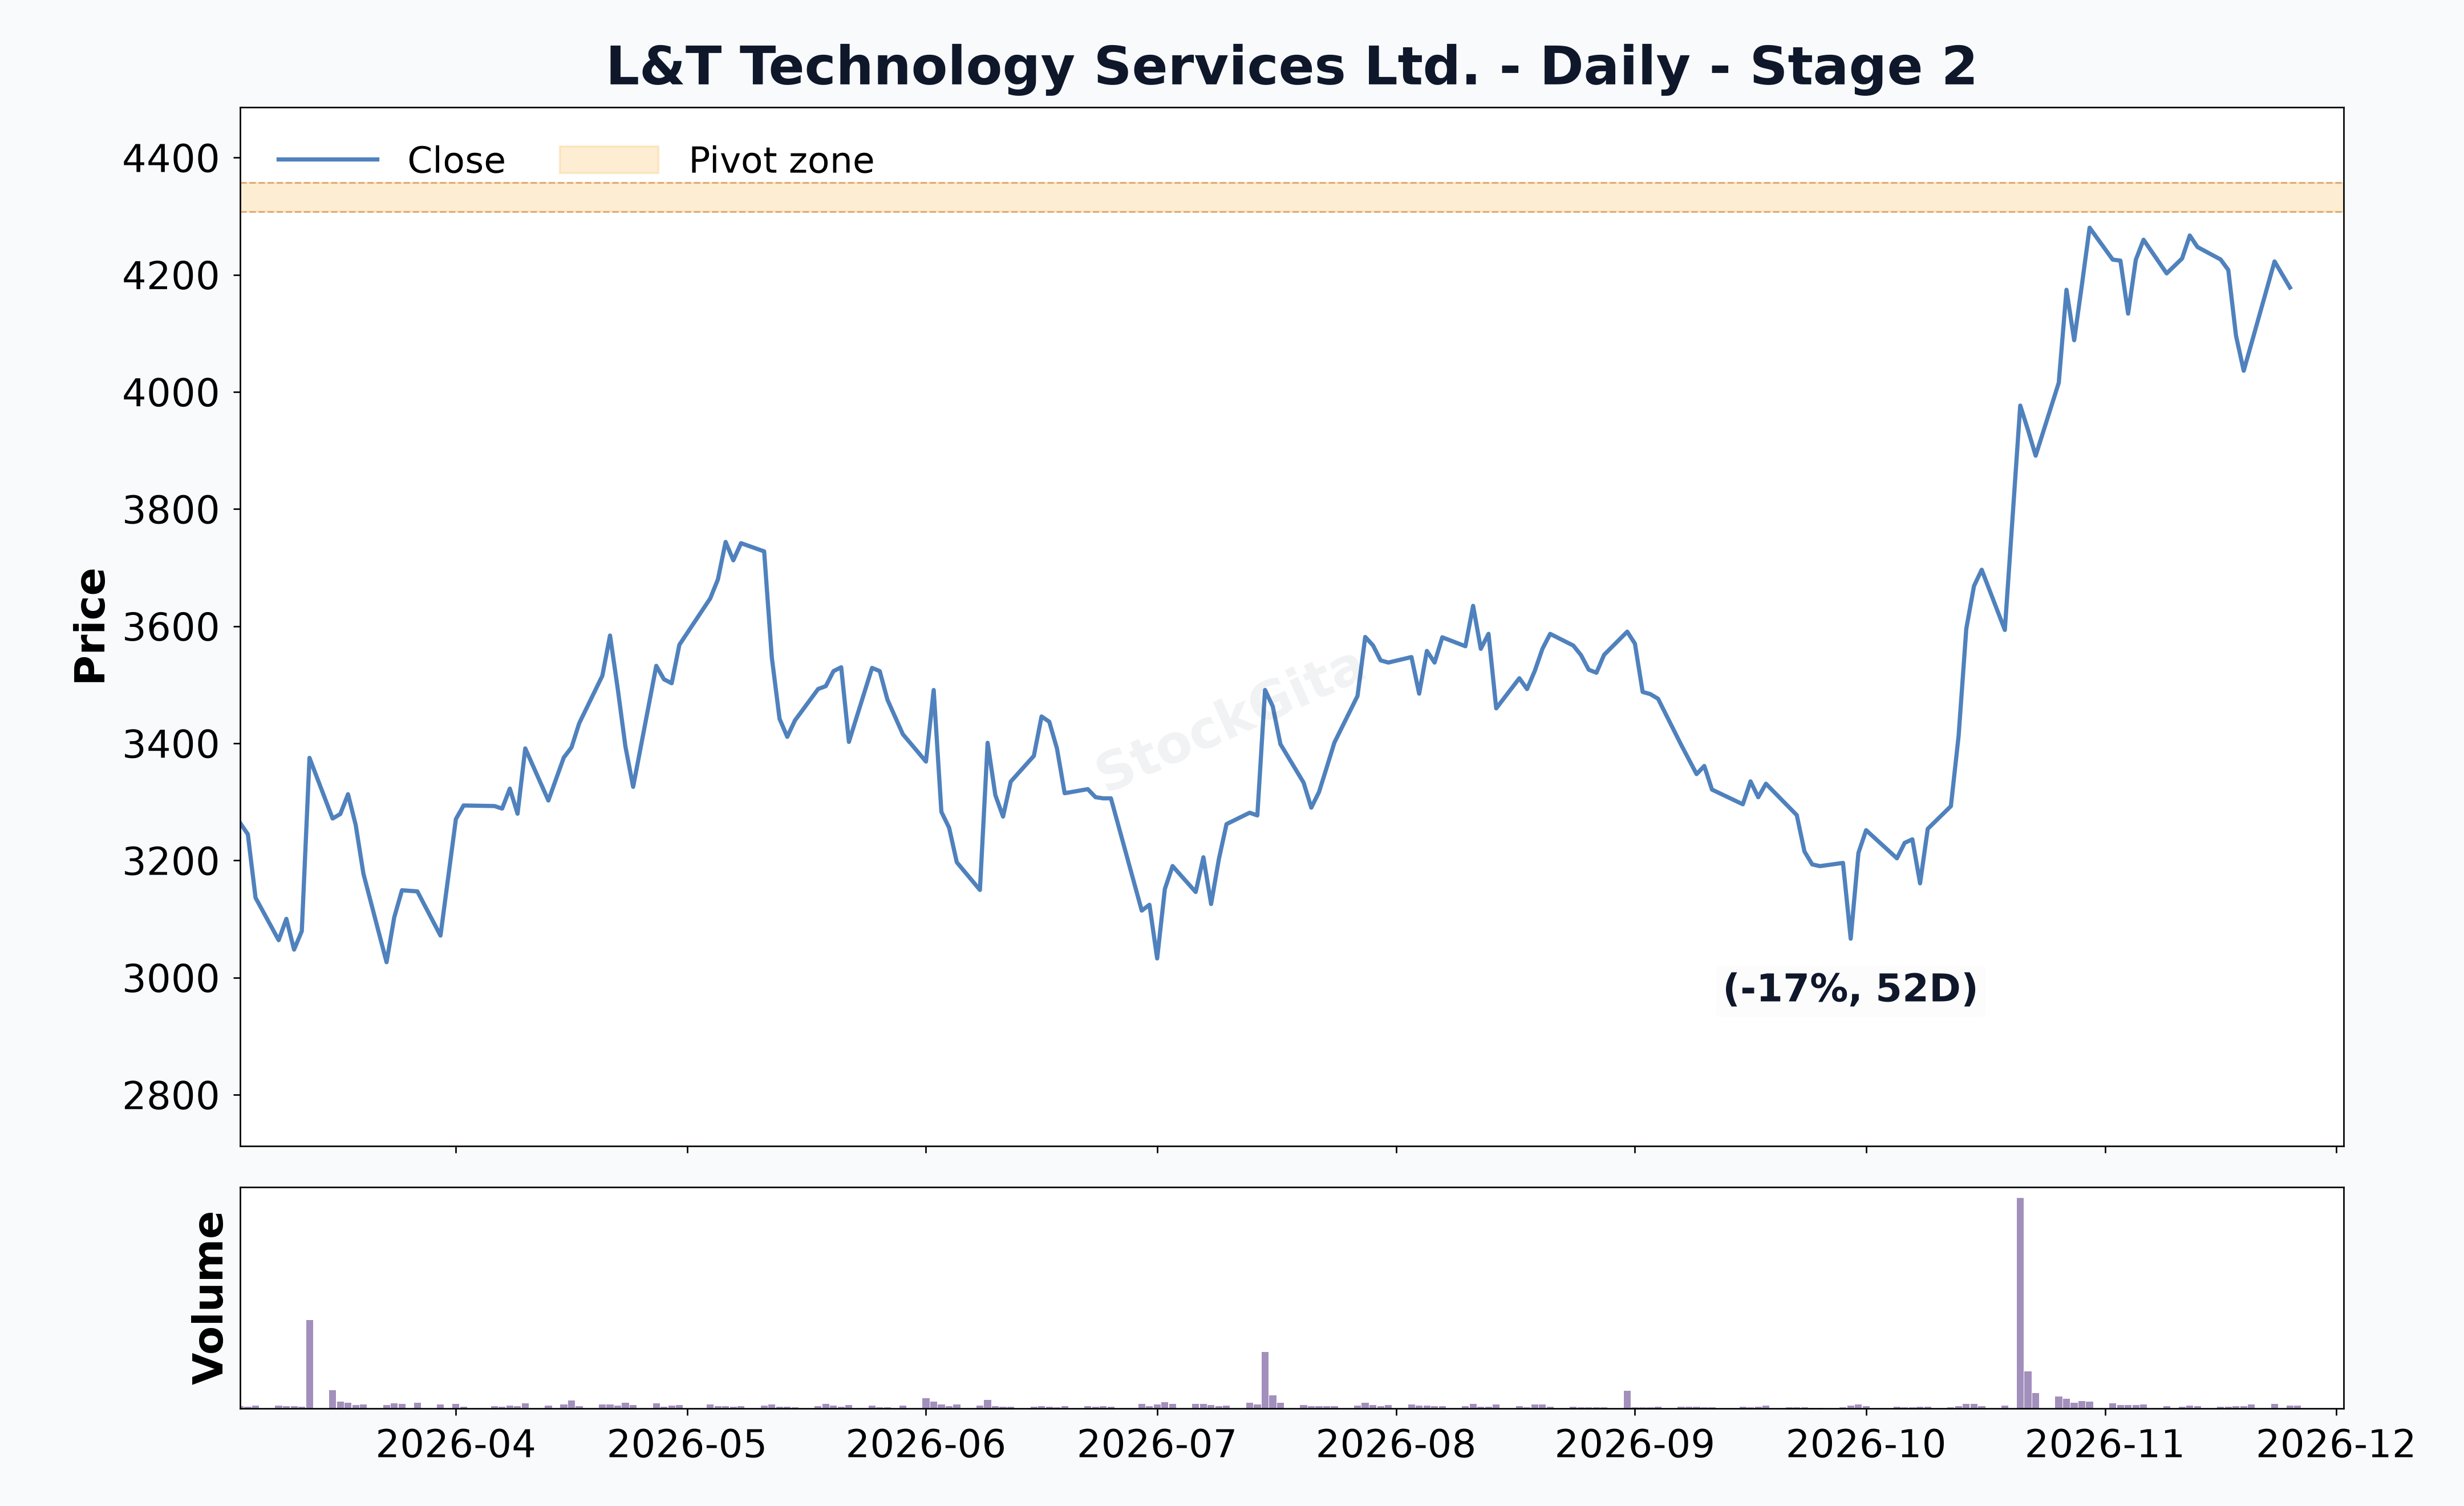 L&T Technology Services Ltd. - Daily - Stage 2
Close
Pivot zone
Price
4400
4200
4000
3800
3600
3400
3200
3000
2800
StockGita
(-17%, 52D)
Volume
2026-04
2026-05
2026-06
2026-07
2026-08
2026-09
2026-10
2026-11
2026-12